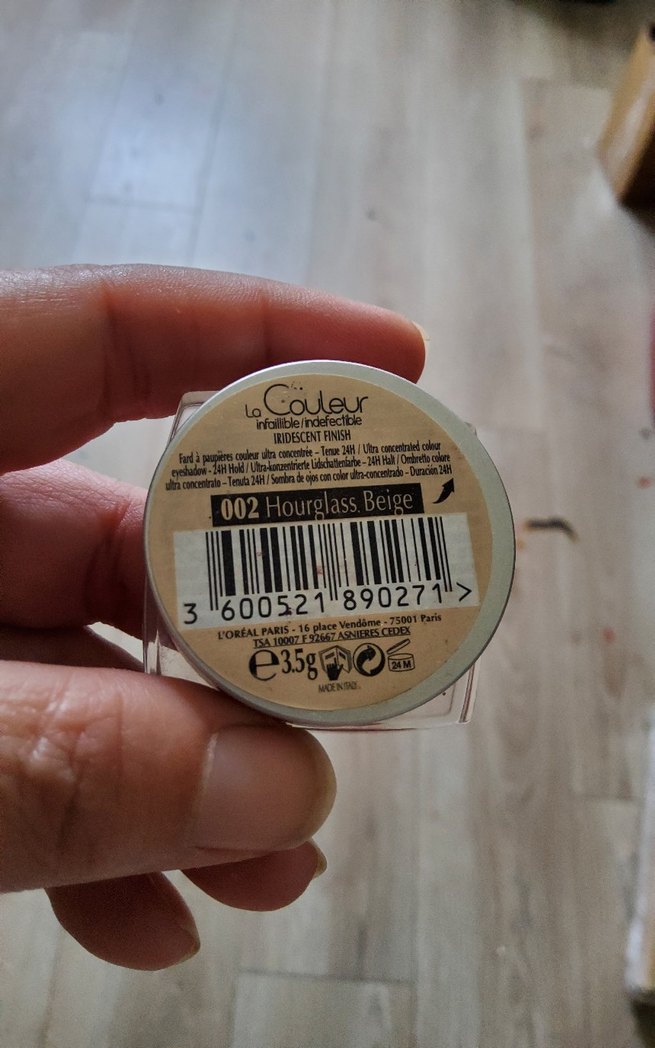 La Couleur
infaillible/indefectible
IRIDESCENT FINISH
Fard à paupières couleur ultra concentrée - Tenue 24H / Ultra concentrated colour
eyeshadow - 24H Hold / Ultra-konzentrierte Lidschattenfarbe - 24H Halt / Ombretto colore
ultra concentrato - Tenuta 24H / Sombra de ojos con color ultra-concentrado - Duración 24H
002 Hourglass Beige
3 600521 890271 >
L'ORÉAL PARIS - 16 place Vendôme - 75001 Paris
TSA 10007 F 92667 ASNIERES CEDEX
e 3.5g 24 M
MADE IN ITALY